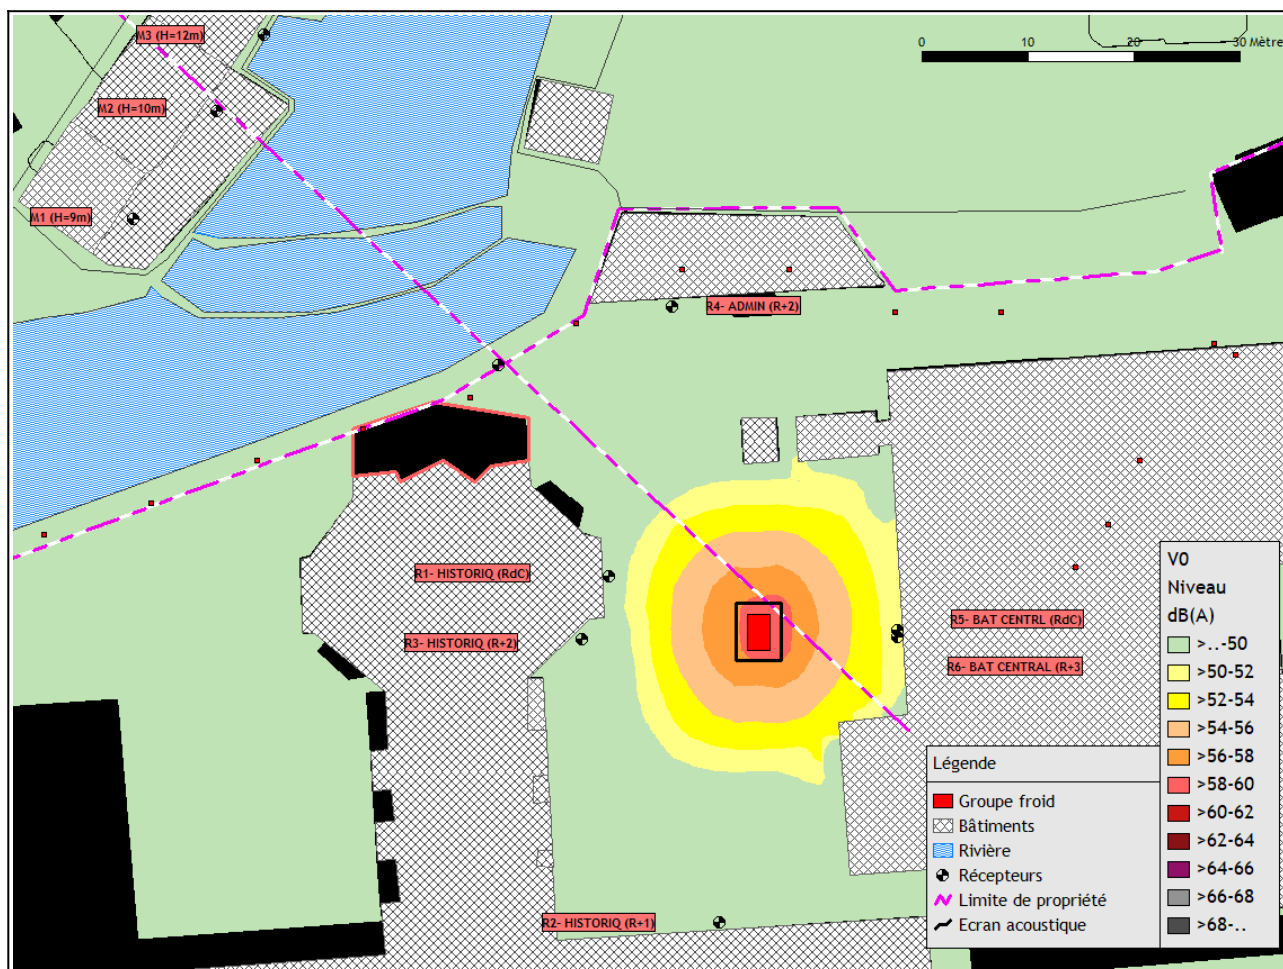 M3 (H=12m)
0 10 20 30 Mètre
M2 (H=10m)
M1 (H=9m)
R4- ADMIN (R+2)
R1- HISTORIQ (RdC)
R3- HISTORIQ (R+2)
R5- BAT CENTRL (RdC)
R6- BAT CENTRAL (R+3
R2- HISTORIQ (R+1)
Légende
Groupe froid
Bâtiments
Rivière
Récepteurs
Limite de propriété
Ecran acoustique
V0
Niveau
dB(A)
>..-50
>50-52
>52-54
>54-56
>56-58
>58-60
>60-62
>62-64
>64-66
>66-68
>68-..